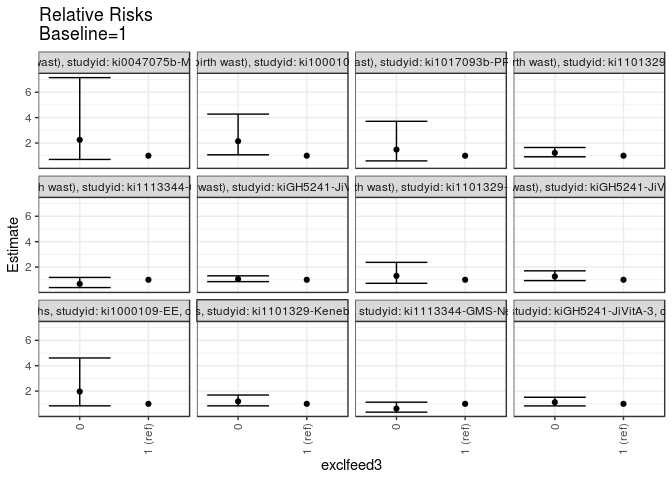 Relative Risks
Baseline=1
wast), studyid: ki0047075b-M
birth wast), studyid: ki100010
ast), studyid: ki1017093b-PR
rth wast), studyid: ki1101329
6
4
2
th wast), studyid: ki1113344-
wast), studyid: kiGH5241-JiV
th wast), studyid: ki1101329-
wast), studyid: kiGH5241-JiV
6
4
2
Estimate
hs, studyid: ki1000109-EE,
s, studyid: ki1101329-Keneb
studyid: ki1113344-GMS-Ne
studyid: kiGH5241-JiVitA-3,
6
4
2
0
1 (ref)
0
1 (ref)
0
1 (ref)
0
1 (ref)
exclfeed3